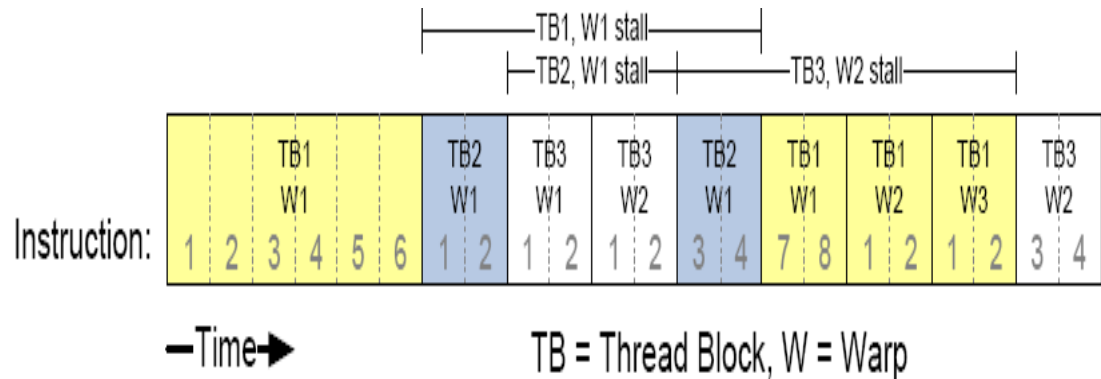 TB1, W1 stall
TB2, W1 stall TB3, W2 stall
TB1 TB2 TB3 TB3 TB2 TB1 TB1 TB1 TB3
W1 W1 W1 W2 W1 W1 W2 W3 W2
Instruction: 1 2 3 4 5 6 1 2 1 2 1 2 3 4 7 8 1 2 1 2 3 4
Time TB = Thread Block, W = Warp